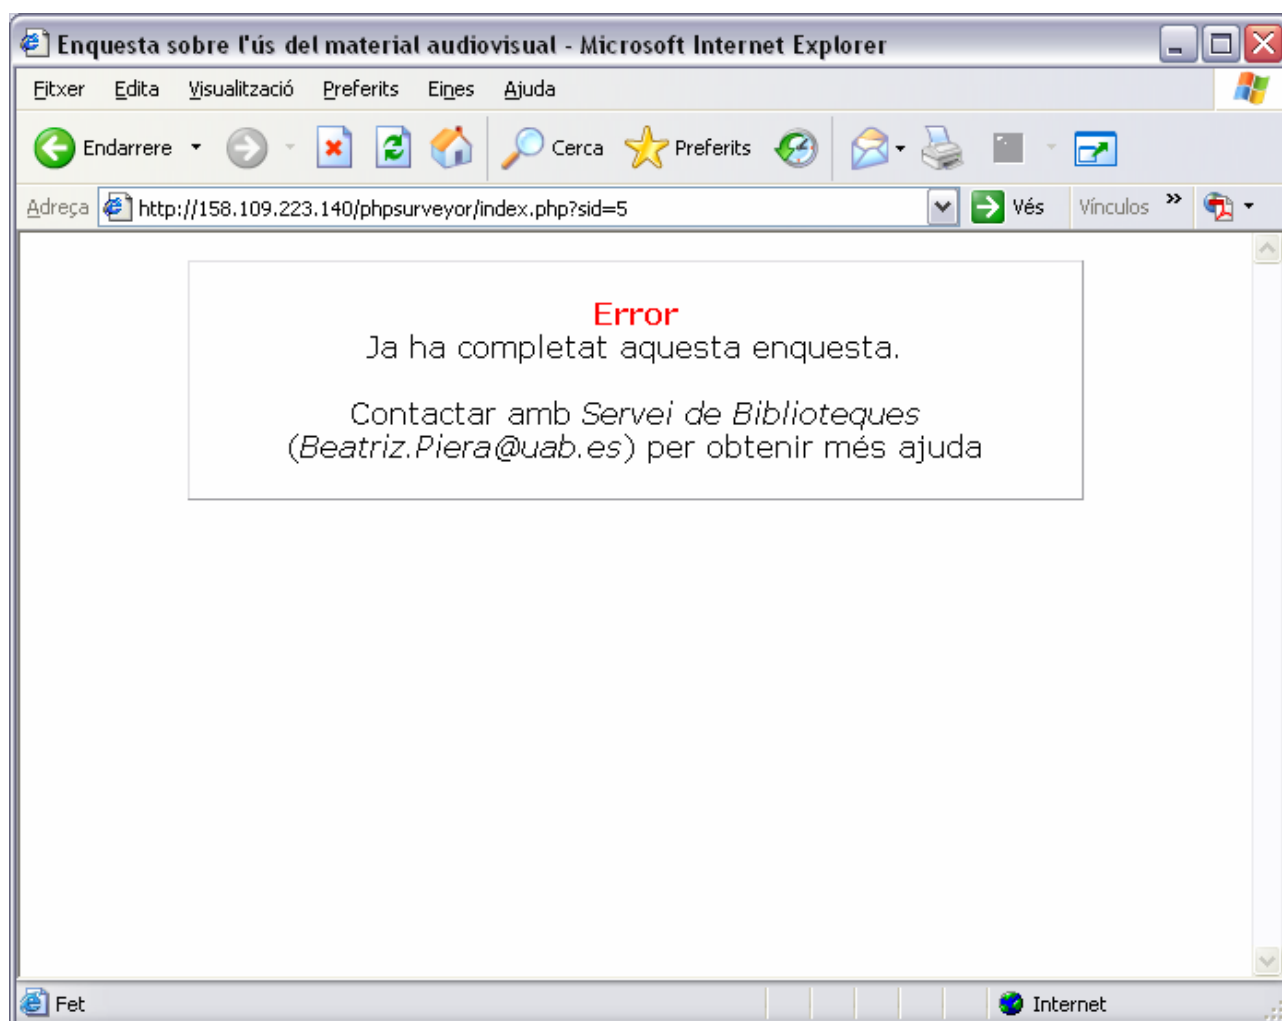 Enquesta sobre l'ús del material audiovisual - Microsoft Internet Explorer
Fitxer Edita Visualització Preferits Eines Ajuda
Endarrere Cerca Preferits
Adreça http://158.109.223.140/phpsurveyor/index.php?sid=5 Vés Vínculos »
Error
Ja ha completat aquesta enquesta.
Contactar amb Servei de Biblioteques
(Beatriz.Piera@uab.es) per obtenir més ajuda
Fet Internet